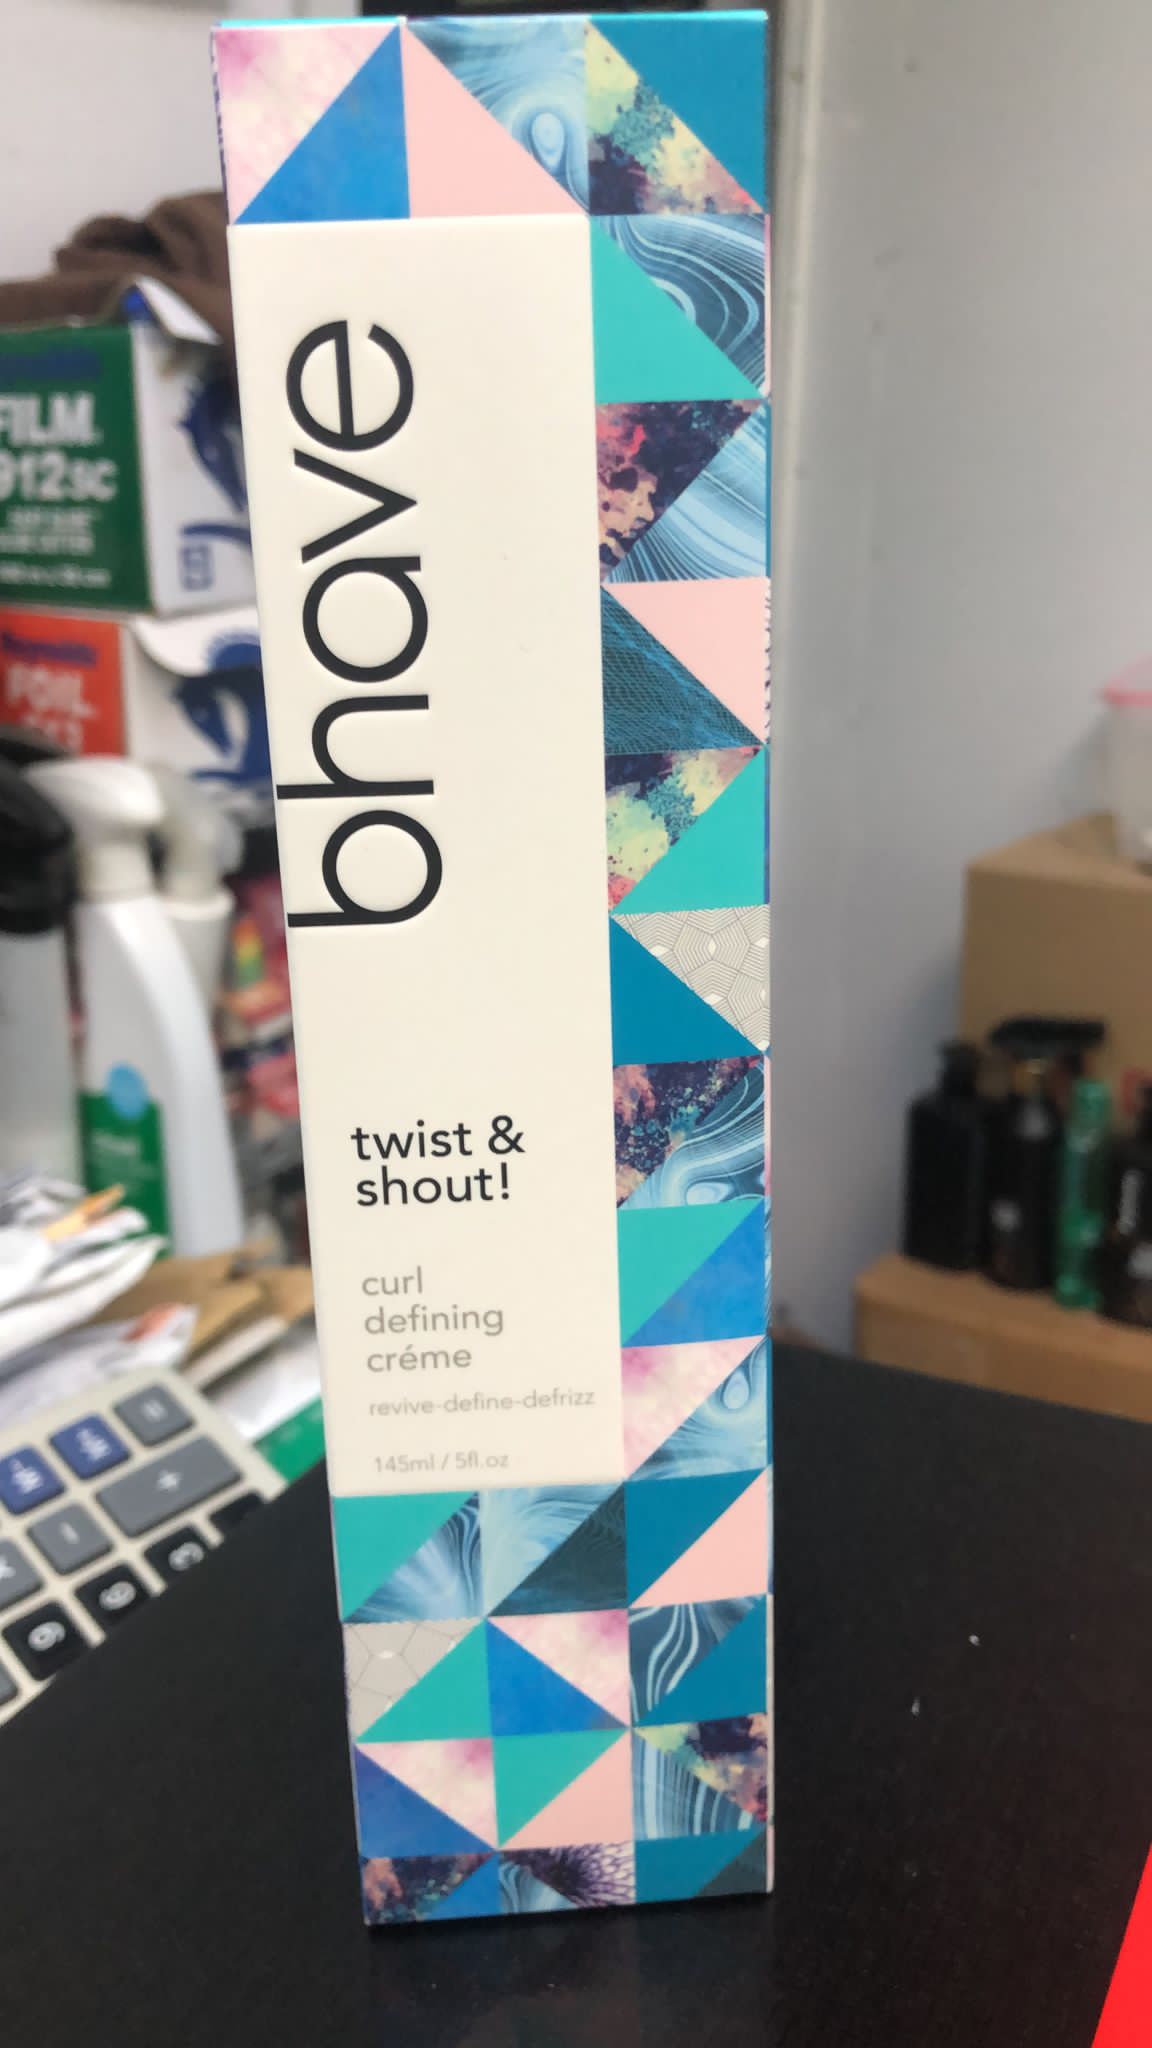 bhave
twist &
shout!
curl
defining
créme
revive-define-defrizz
145ml / 5fl.oz
FILM
912sc
FOIL